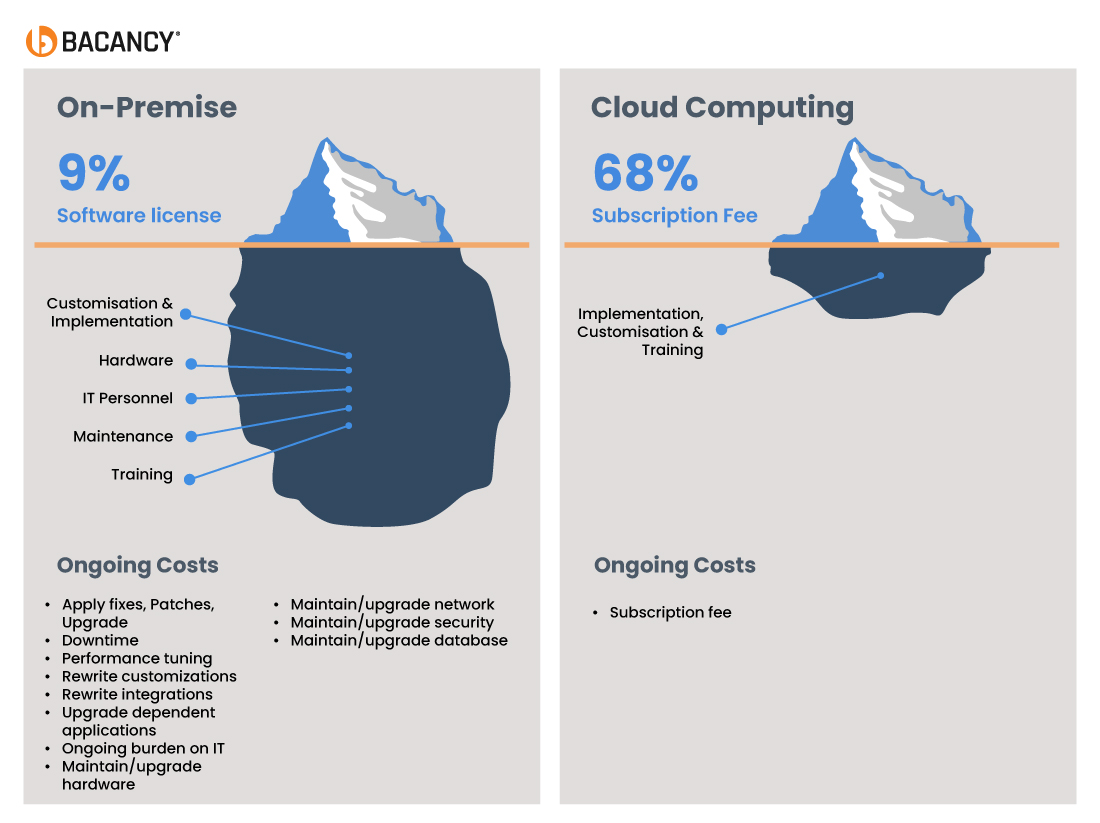 BACANCY®
On-Premise
9%
Software license
Customisation &
Implementation
Hardware
IT Personnel
Maintenance
Training
Ongoing Costs
• Apply fixes, Patches,
Upgrade
• Downtime
• Performance tuning
• Rewrite customizations
• Rewrite integrations
• Upgrade dependent
applications
• Ongoing burden on IT
• Maintain/upgrade
hardware
• Maintain/upgrade network
• Maintain/upgrade security
• Maintain/upgrade database
Cloud Computing
68%
Subscription Fee
Implementation,
Customisation &
Training
Ongoing Costs
• Subscription fee